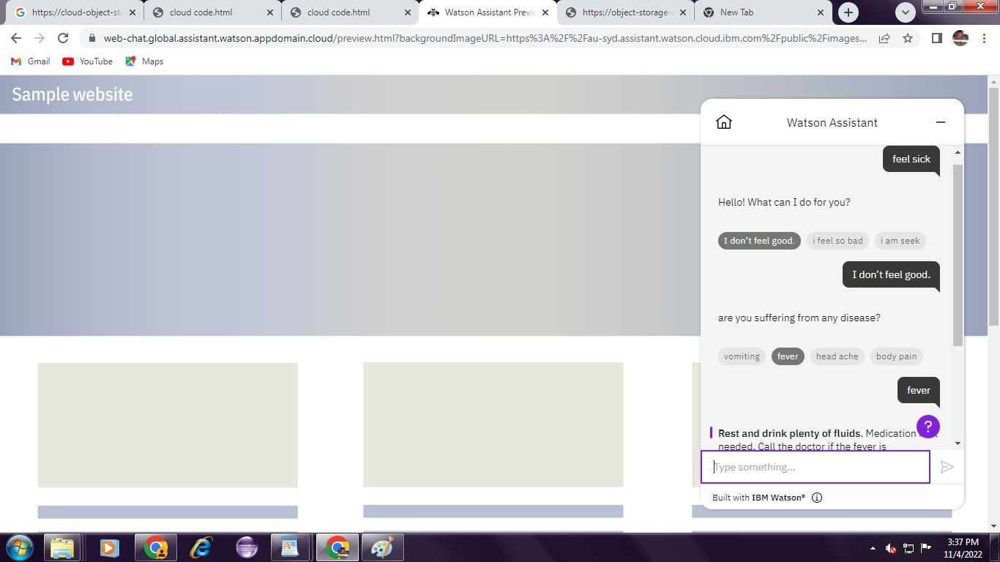 https://cloud-object-sto
cloud code.html
cloud code.html
Watson Assistant Previe
https://object-storage-
New Tab
web-chat.global.assistant.watson.appdomain.cloud/preview.html?backgroundImageURL=https%3A%2F%2Fau-syd.assistant.watson.cloud.ibm.com%2Fpublic%2Fimages...
Gmail
YouTube
Maps
Sample website
Watson Assistant
feel sick
Hello! What can I do for you?
I don't feel good.
i feel so bad
i am seek
I don't feel good.
are you suffering from any disease?
vomiting
fever
head ache
body pain
fever
?
Rest and drink plenty of fluids. Medication
needed. Call the doctor if the fever is
Type something...
Built with IBM Watson®
3:37 PM
11/4/2022